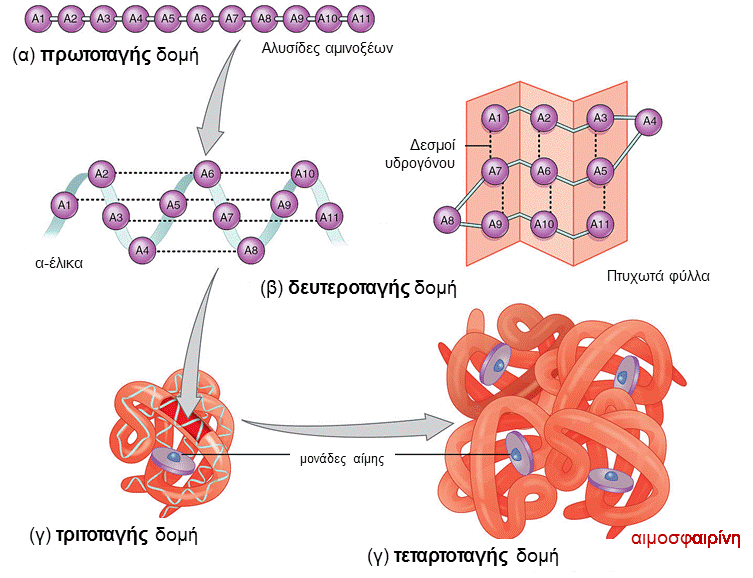 A1 A2 A3 A4 A5 A6 A7 A8 A9 A10 A11
Αλυσίδες αμινοξέων
(α) πρωτοταγής δομή
A2 A6 A10
A1 A5 A9
A3 A7 A11
A4 A8
α-έλικα
A1 A2 A3 A4
Δεσμοί
υδρογόνου
A7 A6 A5
A8 A9 A10 A11
Πτυχωτά φύλλα
(β) δευτεροταγής δομή
μονάδες αίμης
(γ) τριτοταγής δομή
αιμοσφαιρίνη
(γ) τεταρτοταγής δομή